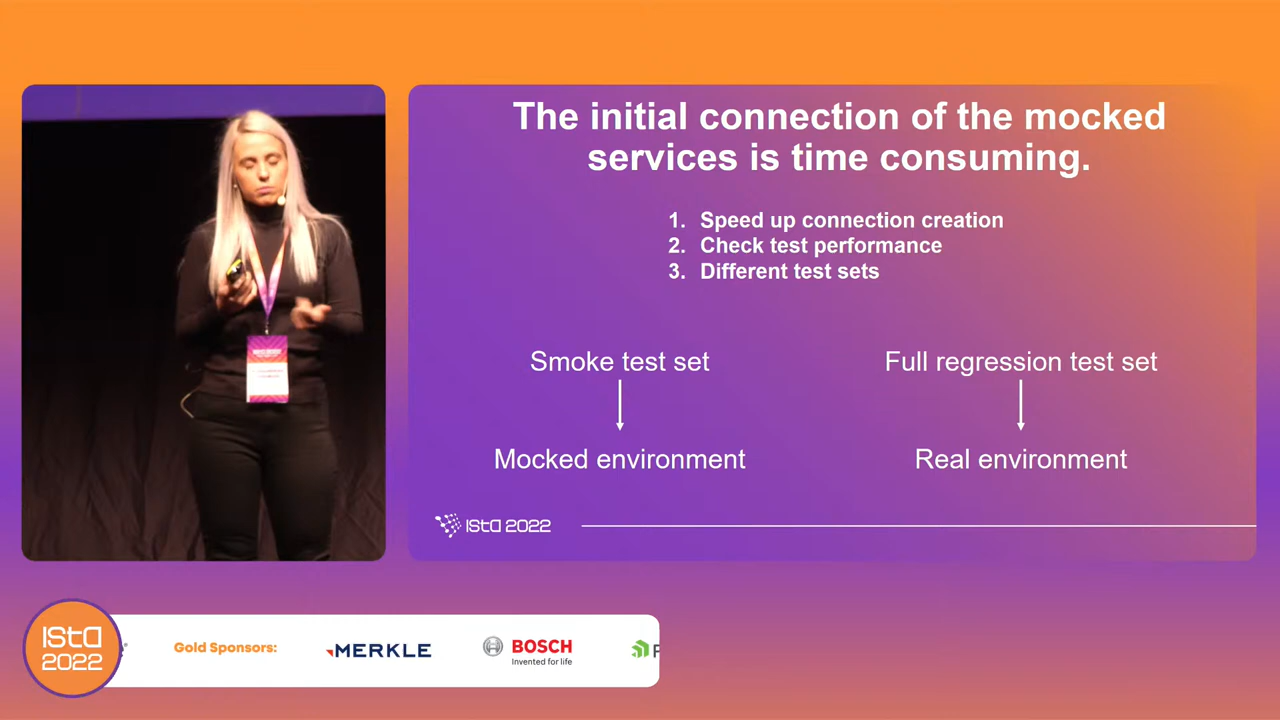 The initial connection of the mocked
services is time consuming.
1. Speed up connection creation
2. Check test performance
3. Different test sets
Smoke test set
Full regression test set
Mocked environment
Real environment
ISTA 2022
ISTA
2022
Gold Sponsors:
MERKLE
BOSCH
Invented for life